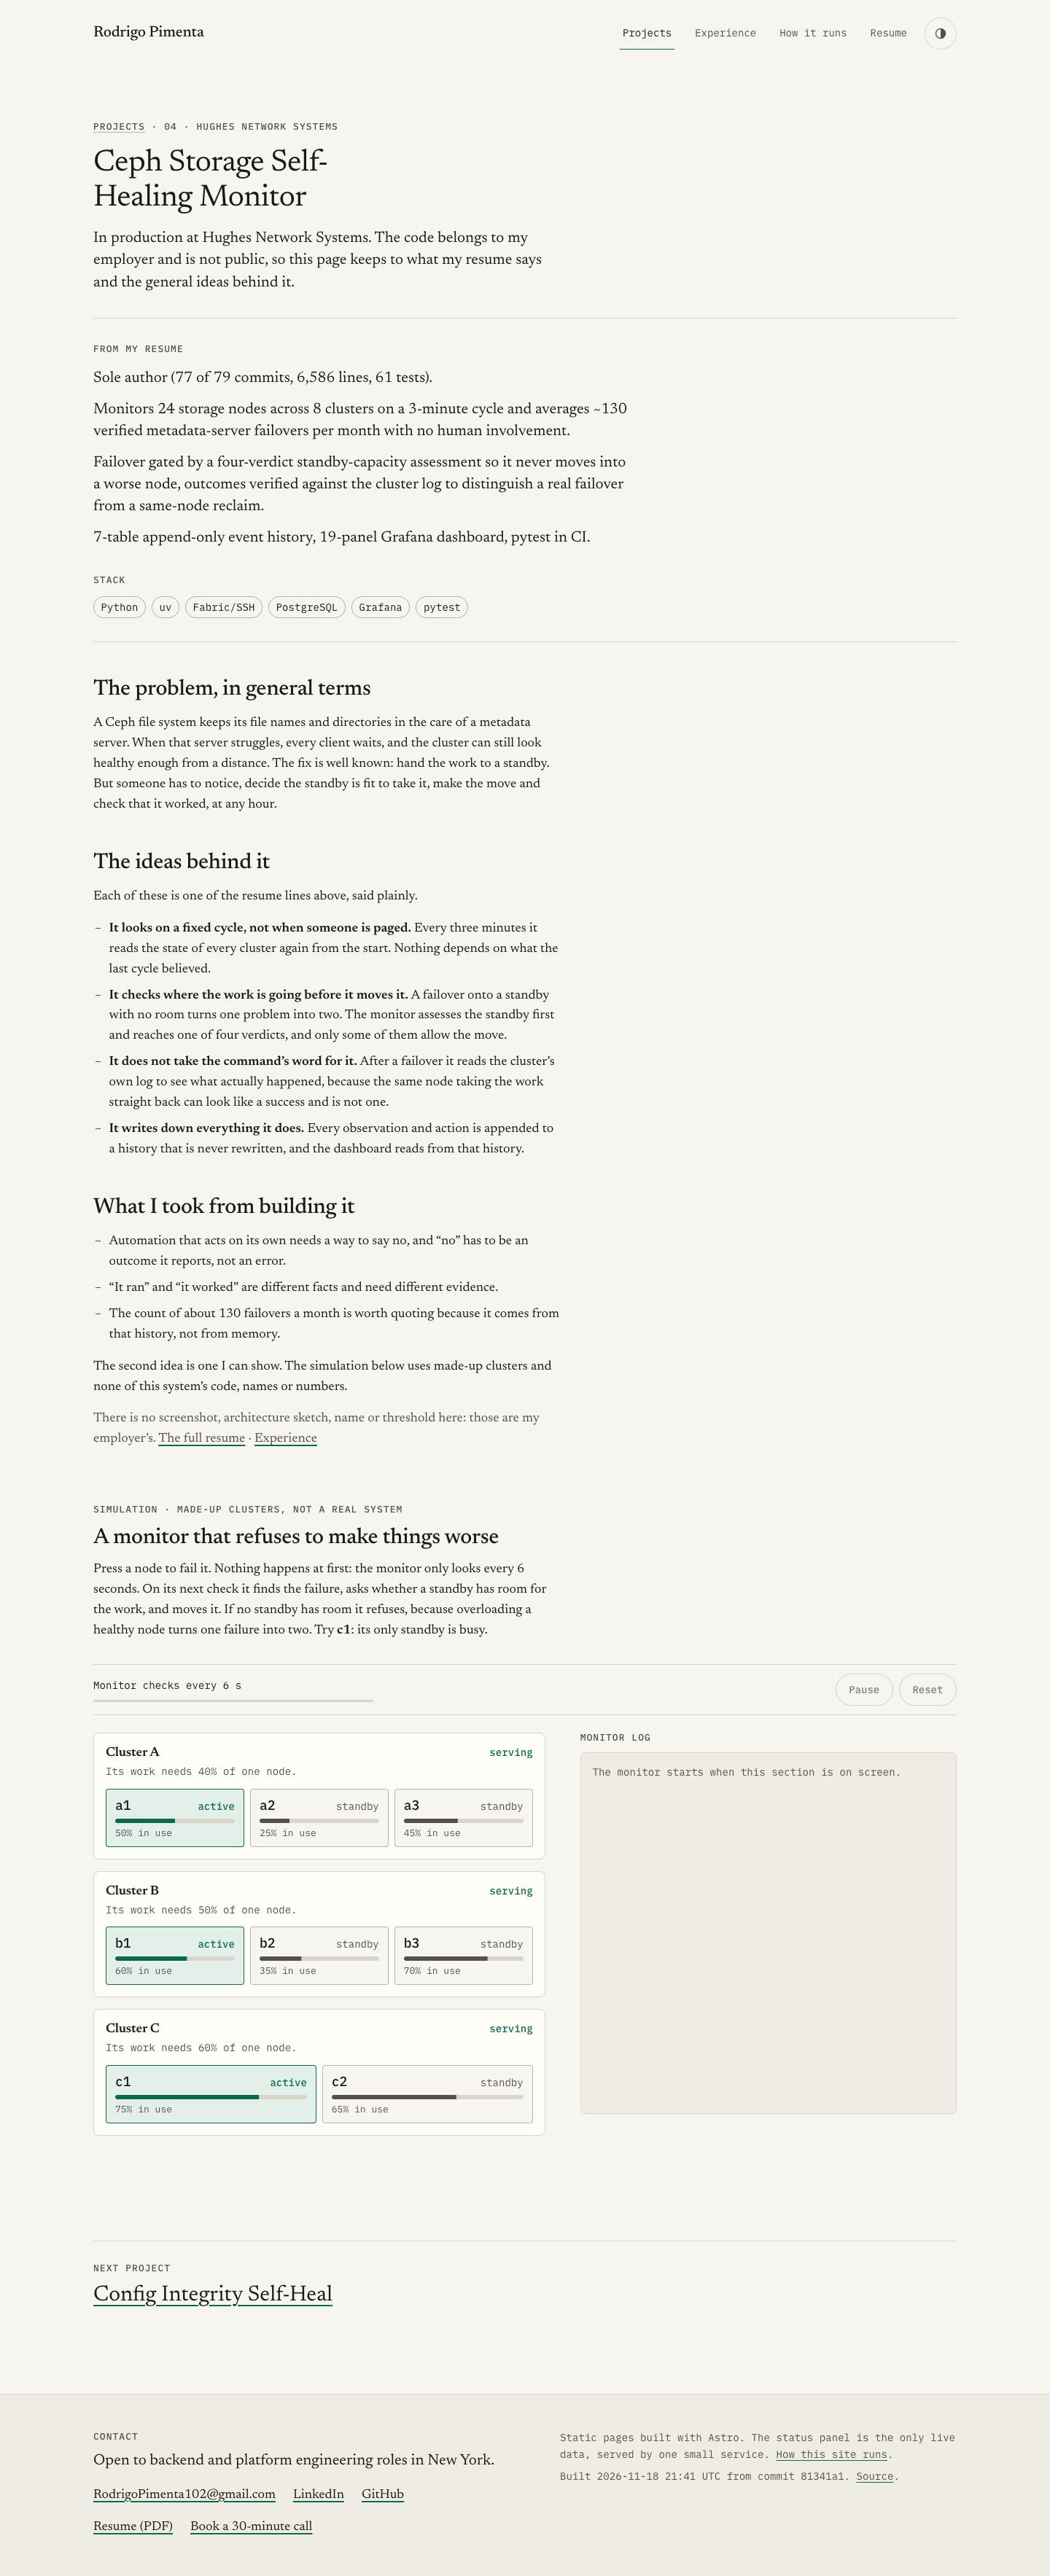 Rodrigo Pimenta
Projects Experience How it runs Resume
PROJECTS · 04 · HUGHES NETWORK SYSTEMS
Ceph Storage Self-
Healing Monitor
In production at Hughes Network Systems. The code belongs to my
employer and is not public, so this page keeps to what my resume says
and the general ideas behind it.
FROM MY RESUME
Sole author (77 of 79 commits, 6,586 lines, 61 tests).
Monitors 24 storage nodes across 8 clusters on a 3-minute cycle and averages ~130
verified metadata-server failovers per month with no human involvement.
Failover gated by a four-verdict standby-capacity assessment so it never moves into
a worse node, outcomes verified against the cluster log to distinguish a real failover
from a same-node reclaim.
7-table append-only event history, 19-panel Grafana dashboard, pytest in CI.
STACK
Python uv Fabric/SSH PostgreSQL Grafana pytest
The problem, in general terms
A Ceph file system keeps its file names and directories in the care of a metadata
server. When that server struggles, every client waits, and the cluster can still look
healthy enough from a distance. The fix is well known: hand the work to a standby.
But someone has to notice, decide the standby is fit to take it, make the move and
check that it worked, at any hour.
The ideas behind it
Each of these is one of the resume lines above, said plainly.
– It looks on a fixed cycle, not when someone is paged. Every three minutes it
reads the state of every cluster again from the start. Nothing depends on what the
last cycle believed.
– It checks where the work is going before it moves it. A failover onto a standby
with no room turns one problem into two. The monitor assesses the standby first
and reaches one of four verdicts, and only some of them allow the move.
– It does not take the command’s word for it. After a failover it reads the cluster’s
own log to see what actually happened, because the same node taking the work
straight back can look like a success and is not one.
– It writes down everything it does. Every observation and action is appended to
a history that is never rewritten, and the dashboard reads from that history.
What I took from building it
– Automation that acts on its own needs a way to say no, and “no” has to be an
outcome it reports, not an error.
– “It ran” and “it worked” are different facts and need different evidence.
– The count of about 130 failovers a month is worth quoting because it comes from
that history, not from memory.
The second idea is one I can show. The simulation below uses made-up clusters and
none of this system’s code, names or numbers.
There is no screenshot, architecture sketch, name or threshold here: those are my
employer’s. The full resume · Experience
SIMULATION · MADE-UP CLUSTERS, NOT A REAL SYSTEM
A monitor that refuses to make things worse
Press a node to fail it. Nothing happens at first: the monitor only looks every 6
seconds. On its next check it finds the failure, asks whether a standby has room for
the work, and moves it. If no standby has room it refuses, because overloading a
healthy node turns one failure into two. Try c1: its only standby is busy.
Monitor checks every 6 s
Pause Reset
Cluster A serving
Its work needs 40% of one node.
a1 active a2 standby a3 standby
50% in use 25% in use 45% in use
Cluster B serving
Its work needs 50% of one node.
b1 active b2 standby b3 standby
60% in use 35% in use 70% in use
Cluster C serving
Its work needs 60% of one node.
c1 active c2 standby
75% in use 65% in use
MONITOR LOG
The monitor starts when this section is on screen.
NEXT PROJECT
Config Integrity Self-Heal
CONTACT
Open to backend and platform engineering roles in New York.
RodrigoPimenta102@gmail.com LinkedIn GitHub
Resume (PDF) Book a 30-minute call
Static pages built with Astro. The status panel is the only live
data, served by one small service. How this site runs.
Built 2026-11-18 21:41 UTC from commit 81341a1. Source.